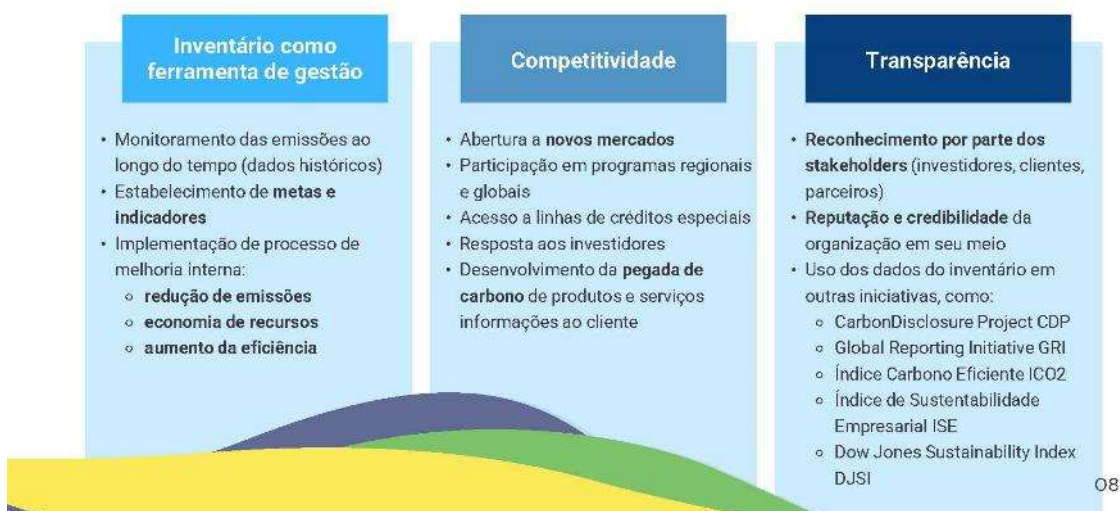 Inventário como
ferramenta de gestão
• Monitoramento das emissões ao
longo do tempo (dados históricos)
• Estabelecimento de metas e
indicadores
• Implementação de processo de
melhoria interna:
○ redução de emissões
○ economia de recursos
○ aumento da eficiência
Competitividade
• Abertura a novos mercados
• Participação em programas regionais
e globais
• Acesso a linhas de créditos especiais
• Resposta aos investidores
• Desenvolvimento da pegada de
carbono de produtos e serviços
informações ao cliente
Transparência
• Reconhecimento por parte dos
stakeholders (investidores, clientes,
parceiros)
• Reputação e credibilidade da
organização em seu meio
• Uso dos dados do inventário em
outras iniciativas, como:
○ CarbonDisclosure Project CDP
○ Global Reporting Initiative GRI
○ Índice Carbono Eficiente ICO2
○ Índice de Sustentabilidade
Empresarial ISE
○ Dow Jones Sustainability Index
DJSI
08